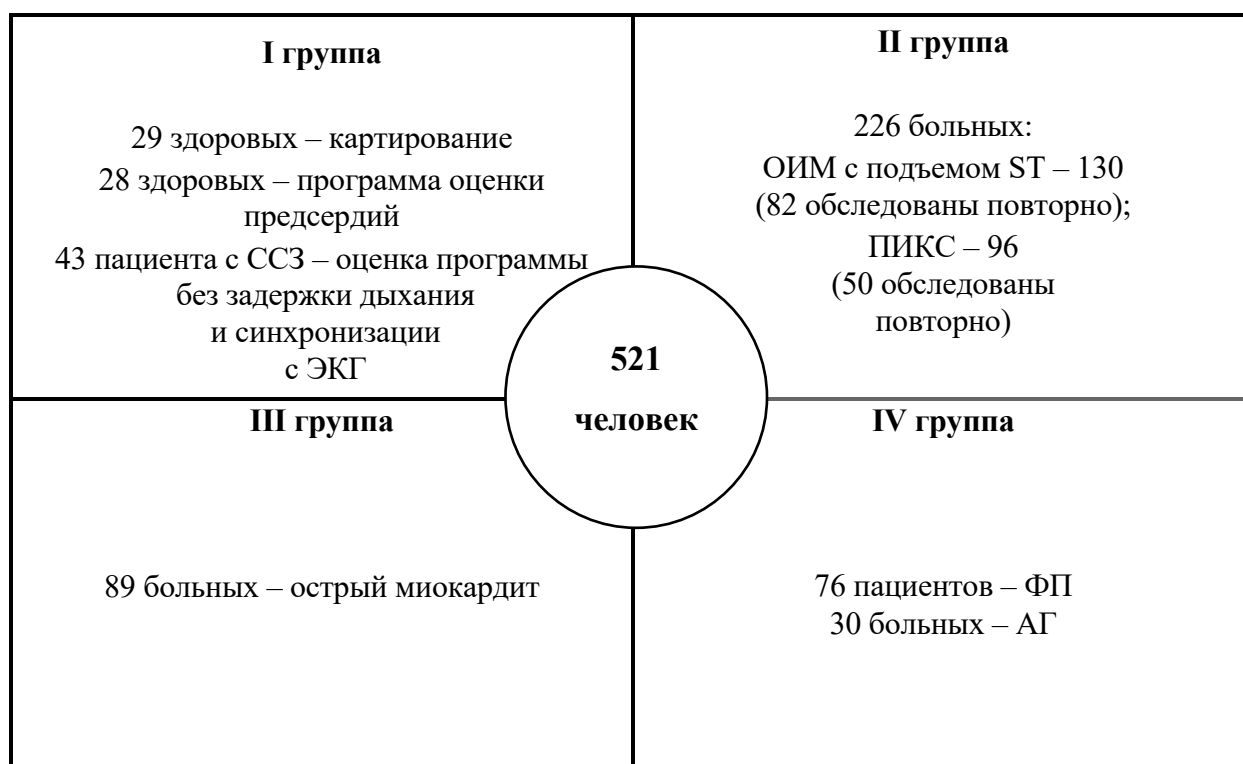 I группа
29 здоровых – картирование
28 здоровых – программа оценки
предсердий
43 пациента с ССЗ – оценка программы
без задержки дыхания
и синхронизации
с ЭКГ
II группа
226 больных:
ОИМ с подъемом ST – 130
(82 обследованы повторно);
ПИКС – 96
(50 обследованы
повторно)
521
человек
III группа
89 больных – острый миокардит
IV группа
76 пациентов – ФП
30 больных – АГ